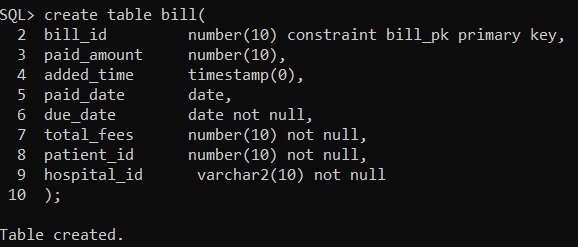 SQL> create table bill(
  2  bill_id         number(10) constraint bill_pk primary key,
  3  paid_amount     number(10),
  4  added_time      timestamp(0),
  5  paid_date       date,
  6  due_date        date not null,
  7  total_fees      number(10) not null,
  8  patient_id      number(10) not null,
  9  hospital_id      varchar2(10) not null
 10  );
Table created.